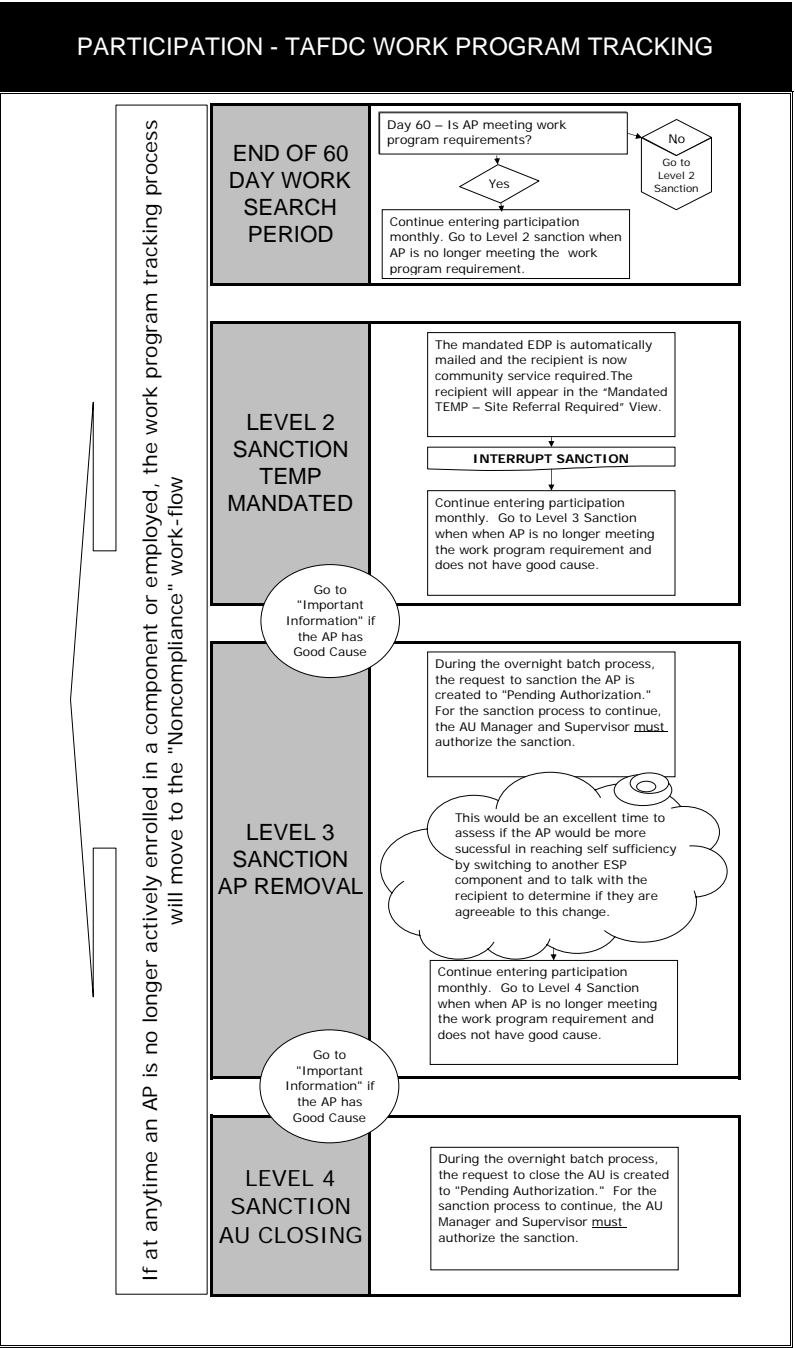 PARTICIPATION - TAFDC WORK PROGRAM TRACKING
If at anytime an AP is no longer actively enrolled in a component or employed, the work program tracking process
will move to the "Noncompliance" work-flow
END OF 60
DAY WORK
SEARCH
PERIOD
Day 60 – Is AP meeting work
program requirements?
No
Go to
Level 2
Sanction
Yes
Continue entering participation
monthly. Go to Level 2 sanction when
AP is no longer meeting the work
program requirement.
LEVEL 2
SANCTION
TEMP
MANDATED
The mandated EDP is automatically
mailed and the recipient is now
community service required.The
recipient will appear in the “Mandated
TEMP – Site Referral Required” View.
INTERRUPT SANCTION
Continue entering participation
monthly. Go to Level 3 Sanction
when when AP is no longer meeting
the work program requirement and
does not have good cause.
Go to
"Important
Information" if
the AP has
Good Cause
LEVEL 3
SANCTION
AP REMOVAL
During the overnight batch process,
the request to sanction the AP is
created to "Pending Authorization."
For the sanction process to continue,
the AU Manager and Supervisor must
authorize the sanction.
This would be an excellent time to
assess if the AP would be more
sucessful in reaching self sufficiency
by switching to another ESP
component and to talk with the
recipient to determine if they are
agreeable to this change.
Continue entering participation
monthly. Go to Level 4 Sanction
when when AP is no longer meeting
the work program requirement and
does not have good cause.
Go to
"Important
Information" if
the AP has
Good Cause
LEVEL 4
SANCTION
AU CLOSING
During the overnight batch process,
the request to close the AU is created
to "Pending Authorization." For the
sanction process to continue, the AU
Manager and Supervisor must
authorize the sanction.